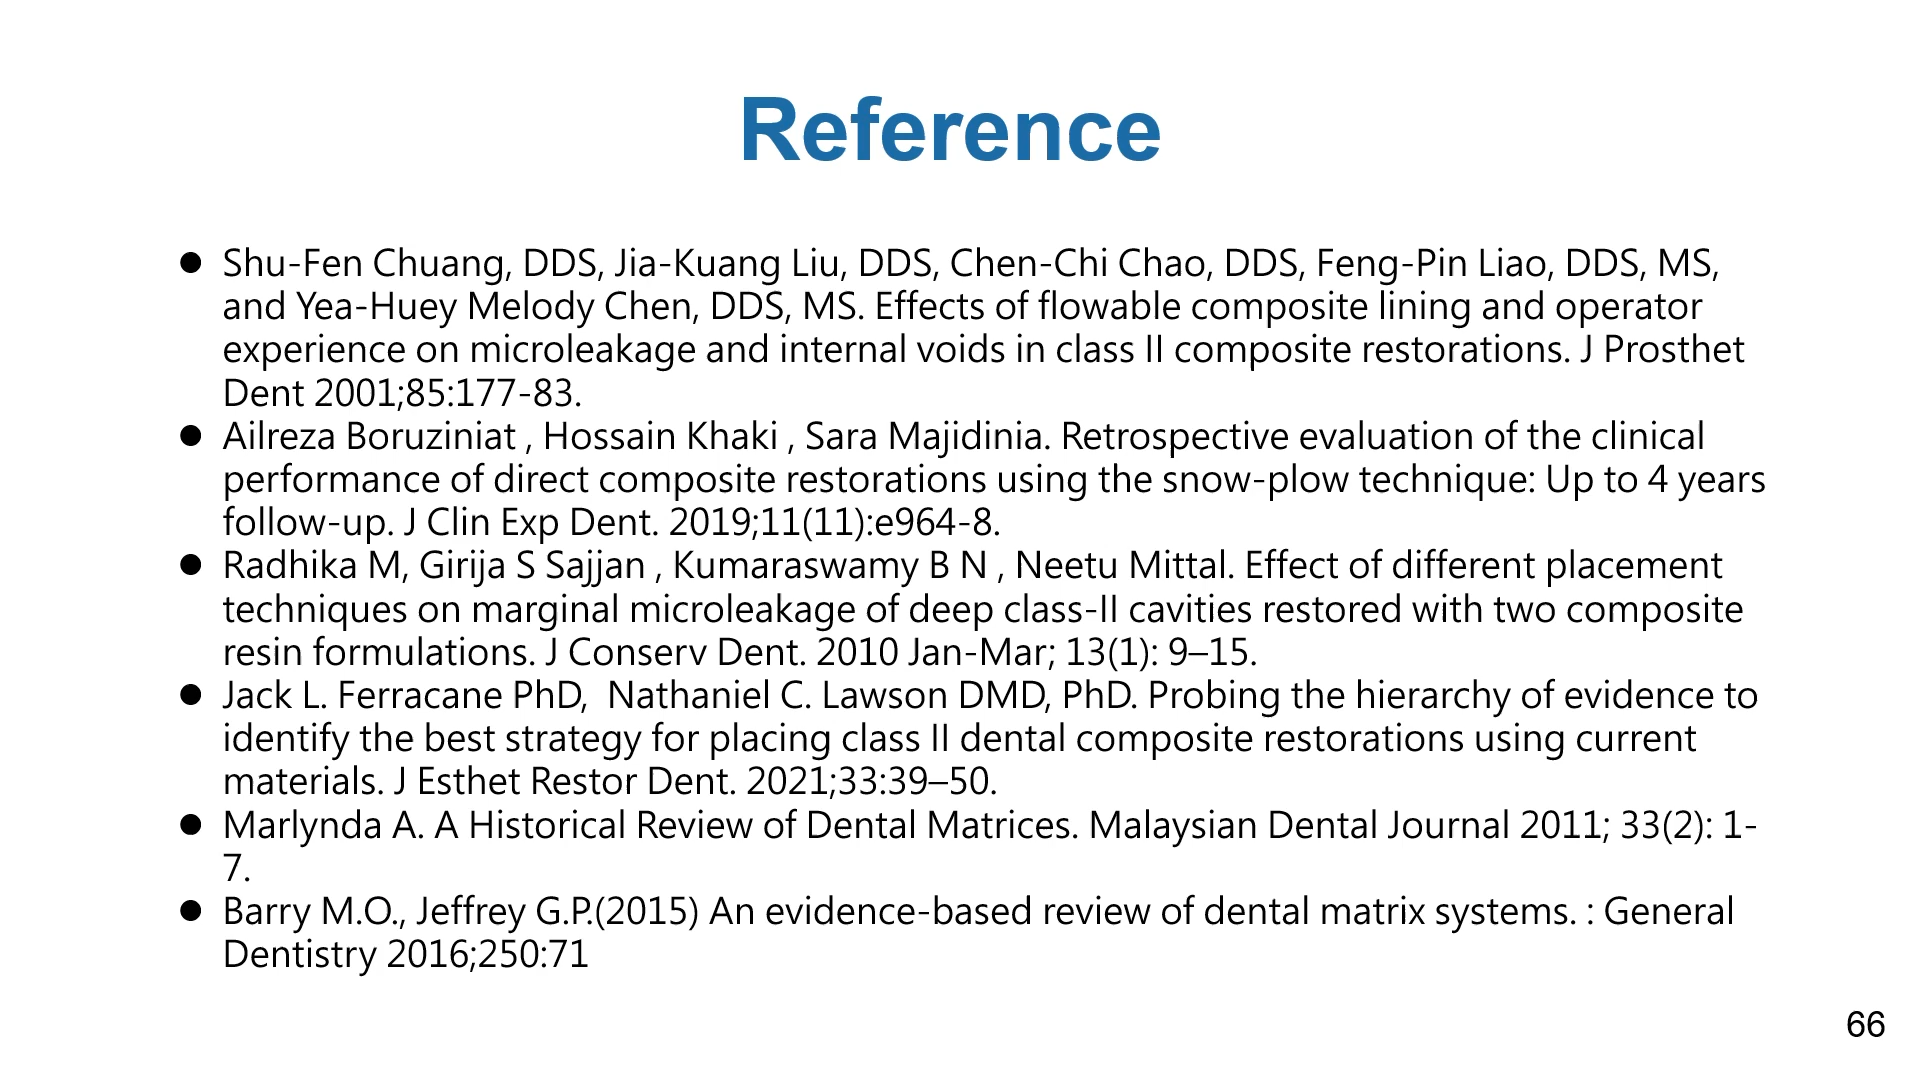 Reference
● Shu-Fen Chuang, DDS, Jia-Kuang Liu, DDS, Chen-Chi Chao, DDS, Feng-Pin Liao, DDS, MS,
and Yea-Huey Melody Chen, DDS, MS. Effects of flowable composite lining and operator
experience on microleakage and internal voids in class II composite restorations. J Prosthet
Dent 2001;85:177-83.
● Ailreza Boruziniat , Hossain Khaki , Sara Majidinia. Retrospective evaluation of the clinical
performance of direct composite restorations using the snow-plow technique: Up to 4 years
follow-up. J Clin Exp Dent. 2019;11(11):e964-8.
● Radhika M, Girija S Sajjan , Kumaraswamy B N , Neetu Mittal. Effect of different placement
techniques on marginal microleakage of deep class-II cavities restored with two composite
resin formulations. J Conserv Dent. 2010 Jan-Mar; 13(1): 9–15.
● Jack L. Ferracane PhD,  Nathaniel C. Lawson DMD, PhD. Probing the hierarchy of evidence to
identify the best strategy for placing class II dental composite restorations using current
materials. J Esthet Restor Dent. 2021;33:39–50.
● Marlynda A. A Historical Review of Dental Matrices. Malaysian Dental Journal 2011; 33(2): 1-
7.
● Barry M.O., Jeffrey G.P.(2015) An evidence-based review of dental matrix systems. : General
Dentistry 2016;250:71
66